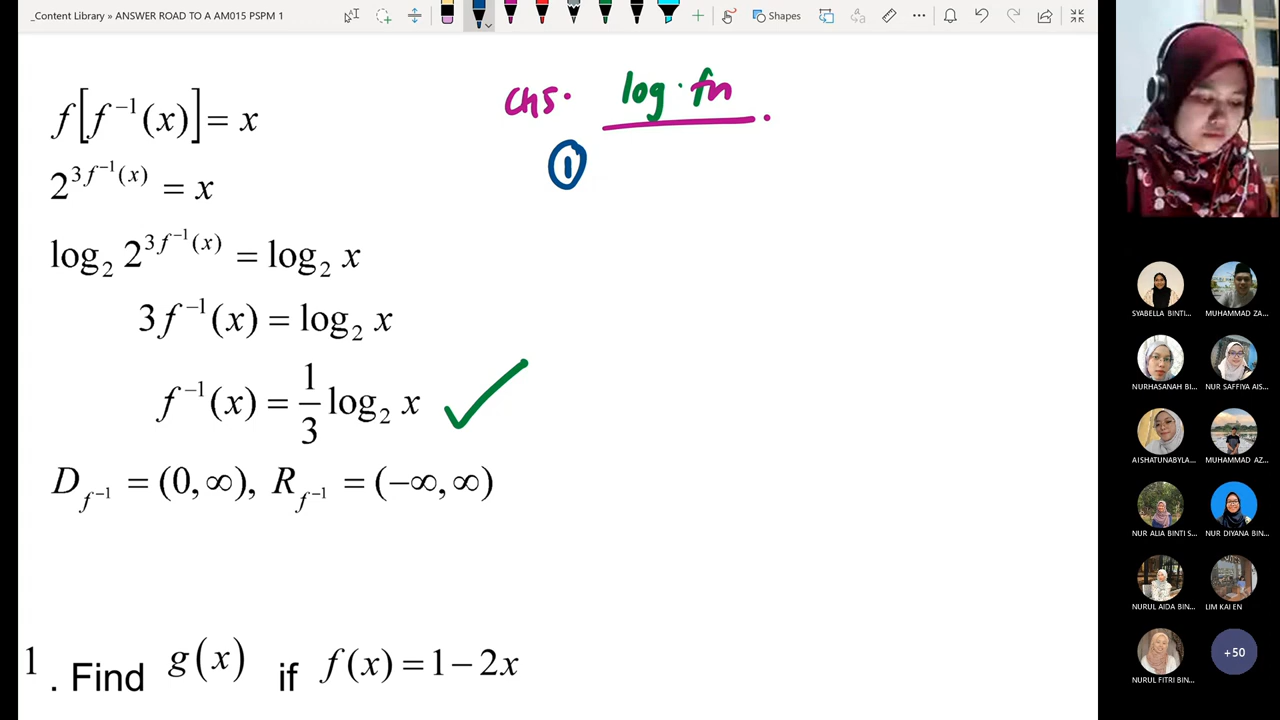 _Content Library » ANSWER ROAD TO A AM015 PSPM 1
Shapes
f[f⁻¹(x)] = x
2^{3f⁻¹(x)} = x
log₂ 2^{3f⁻¹(x)} = log₂ x
3f⁻¹(x) = log₂ x
f⁻¹(x) = 1/3 log₂ x
D_{f⁻¹} = (0, ∞), R_{f⁻¹} = (−∞, ∞)
1 . Find g(x) if f(x) = 1 − 2x
Ch5. log · fn .
①
SYABELLA BINTI...
MUHAMMAD ZA...
NURHASANAH BI...
NUR SAFFIYA AIS...
AISHATUNABYLA...
MUHAMMAD AZ...
NUR ALIA BINTI S...
NUR DIYANA BIN...
NURUL AIDA BIN...
LIM KAI EN
NURUL FITRI BIN...
+50